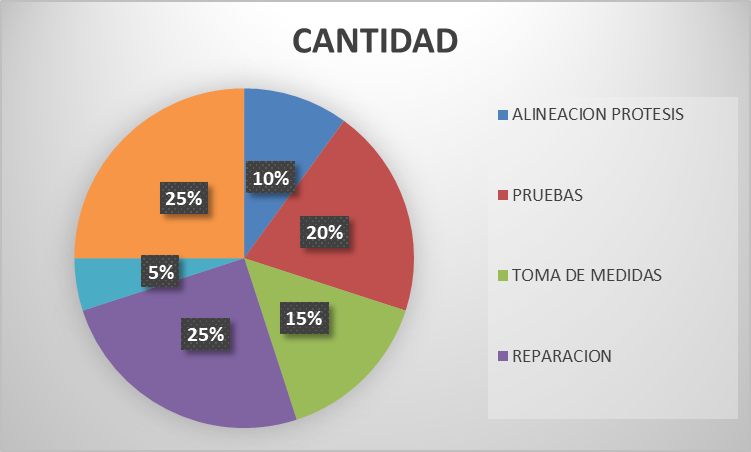 CANTIDAD
10%
20%
15%
25%
5%
25%
ALINEACION PROTESIS
PRUEBAS
TOMA DE MEDIDAS
REPARACION